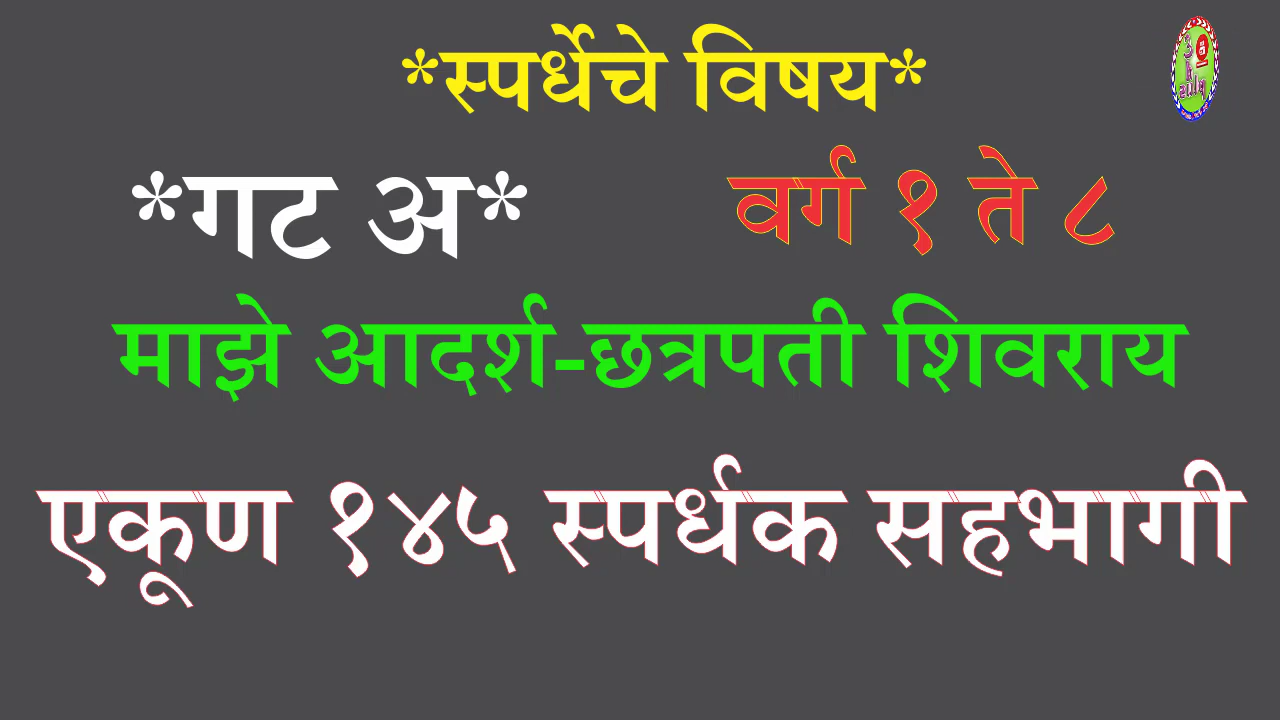 *स्पर्धेचे विषय*
*गट अ* वर्ग १ ते ८
माझे आदर्श-छत्रपती शिवराय
एकूण १४५ स्पर्धक सहभागी